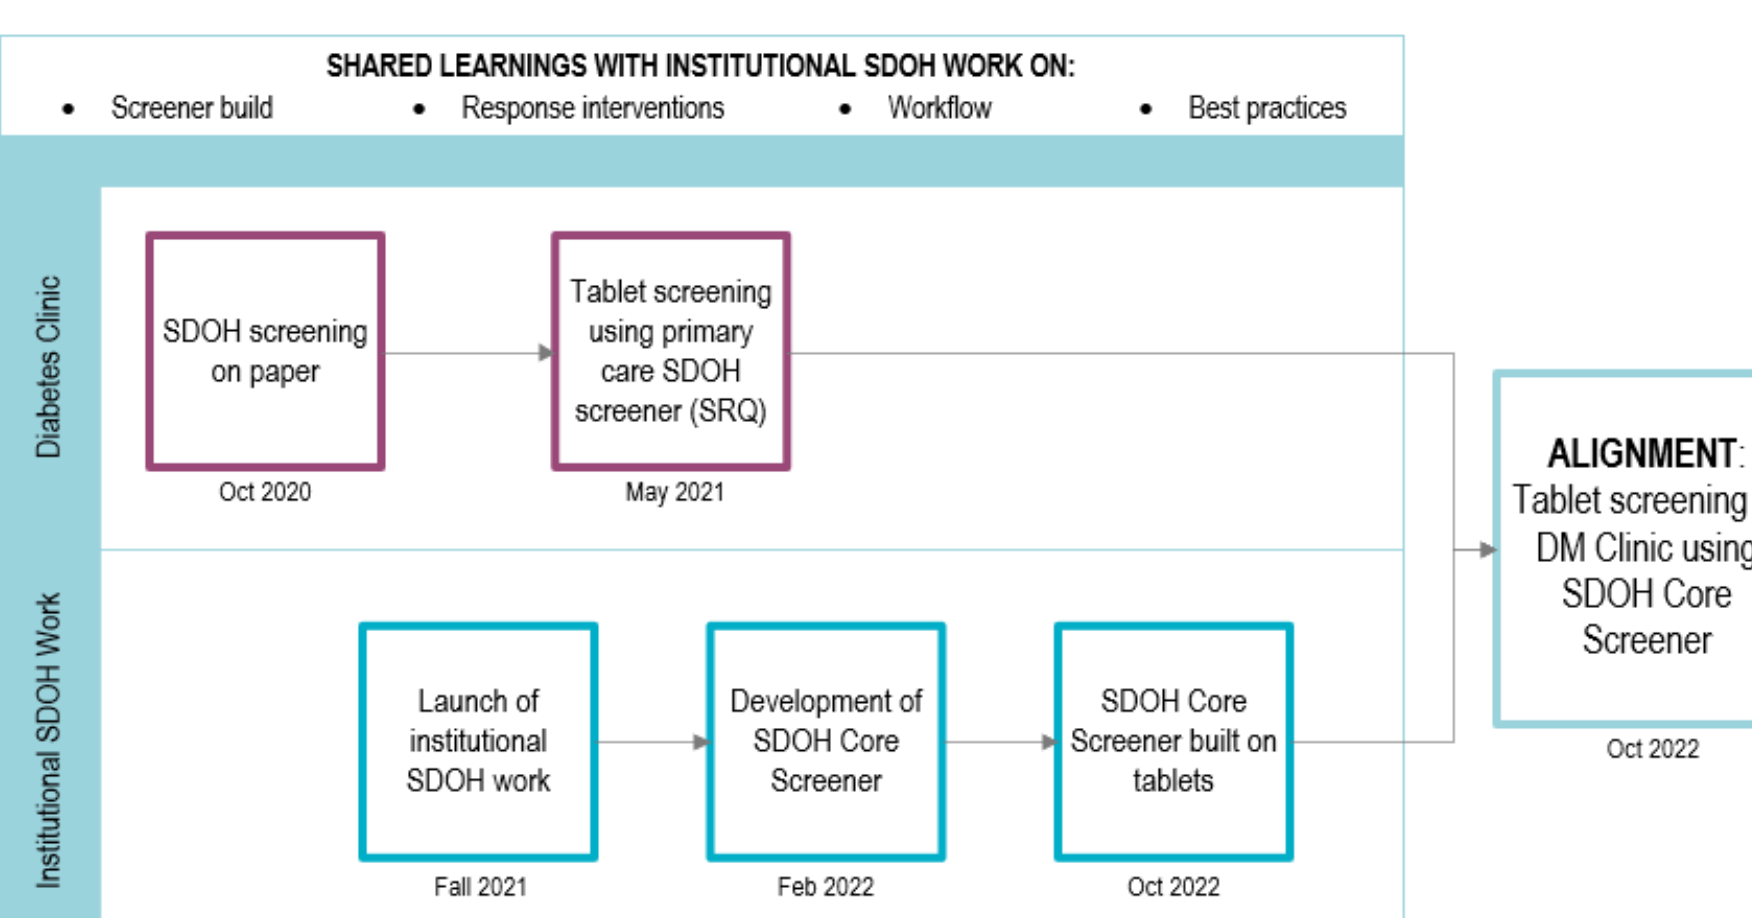 SHARED LEARNINGS WITH INSTITUTIONAL SDOH WORK ON:
• Screener build • Response interventions • Workflow • Best practices
Diabetes Clinic
SDOH screening
on paper
Oct 2020
Tablet screening
using primary
care SDOH
screener (SRQ)
May 2021
Institutional SDOH Work
Launch of
institutional
SDOH work
Fall 2021
Development of
SDOH Core
Screener
Feb 2022
SDOH Core
Screener built on
tablets
Oct 2022
ALIGNMENT:
Tablet screening
DM Clinic using
SDOH Core
Screener
Oct 2022